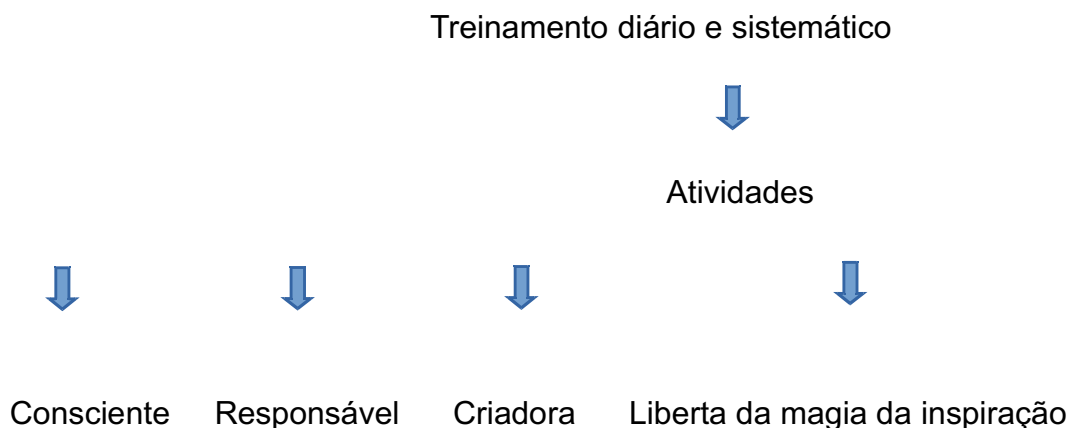 Treinamento diário e sistemático
Atividades
Consciente Responsável Criadora Liberta da magia da inspiração